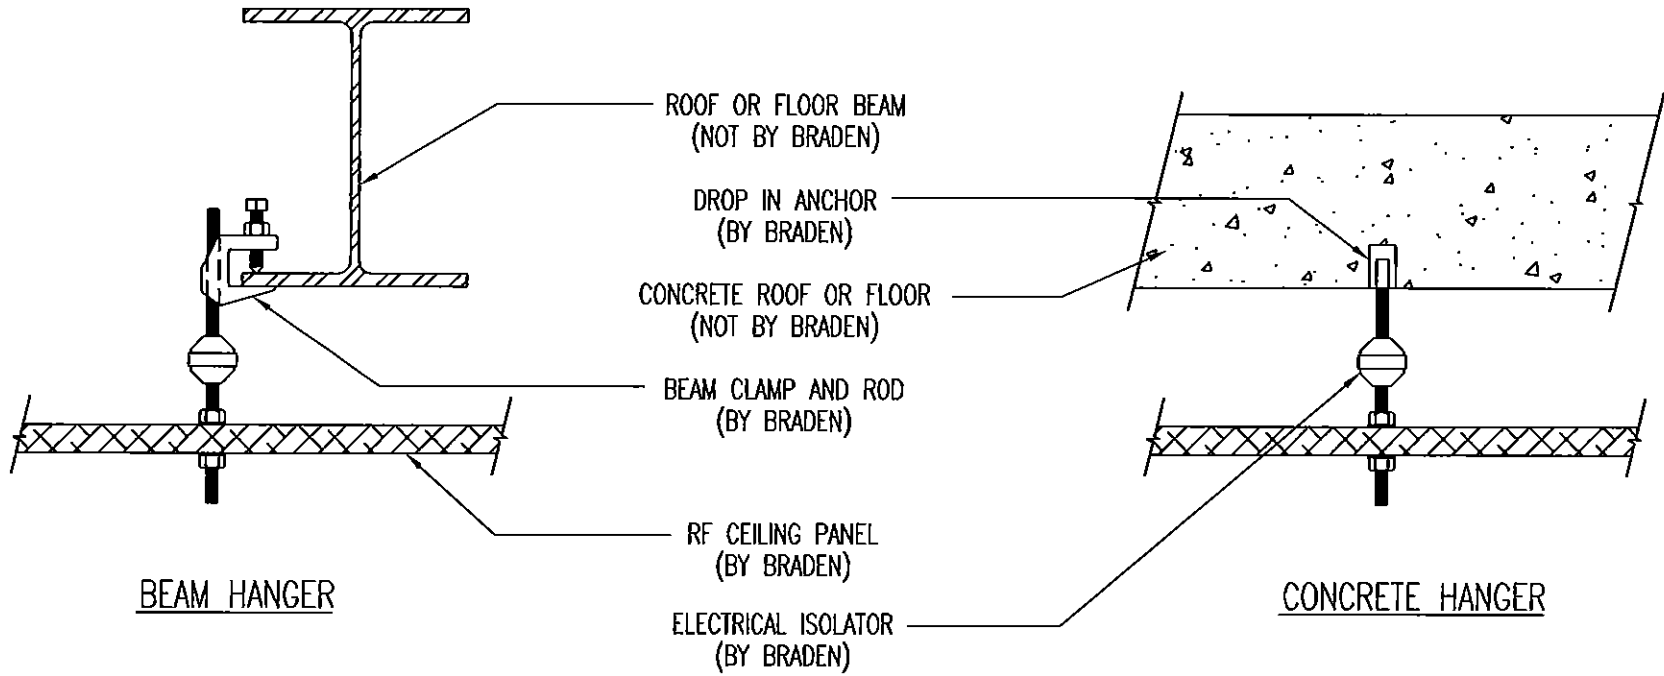 ROOF OR FLOOR BEAM
(NOT BY BRADEN)
DROP IN ANCHOR
(BY BRADEN)
CONCRETE ROOF OR FLOOR
(NOT BY BRADEN)
BEAM CLAMP AND ROD
(BY BRADEN)
RF CEILING PANEL
(BY BRADEN)
ELECTRICAL ISOLATOR
(BY BRADEN)
BEAM HANGER
CONCRETE HANGER